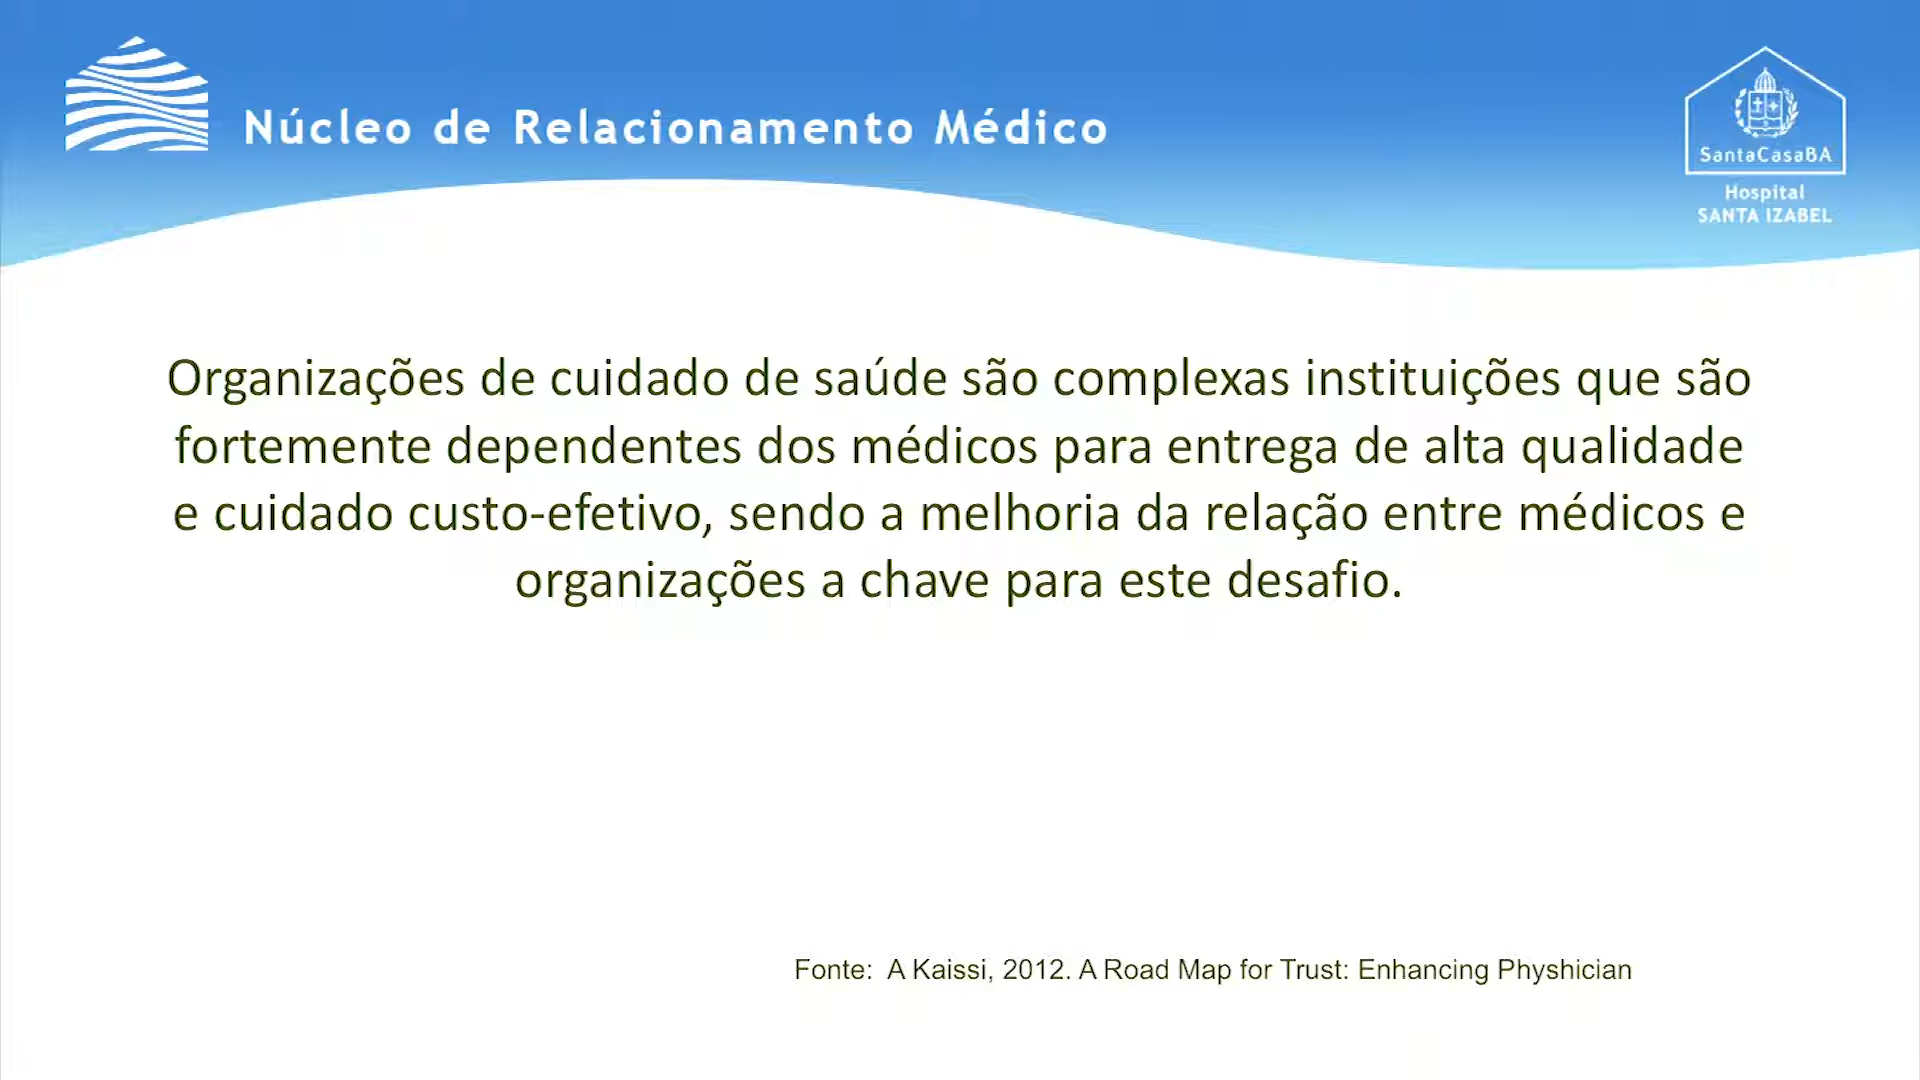 Núcleo de Relacionamento Médico
SantaCasaBA
Hospital
SANTA IZABEL
Organizações de cuidado de saúde são complexas instituições que são
fortemente dependentes dos médicos para entrega de alta qualidade
e cuidado custo-efetivo, sendo a melhoria da relação entre médicos e
organizações a chave para este desafio.
Fonte: A Kaissi, 2012. A Road Map for Trust: Enhancing Physhician